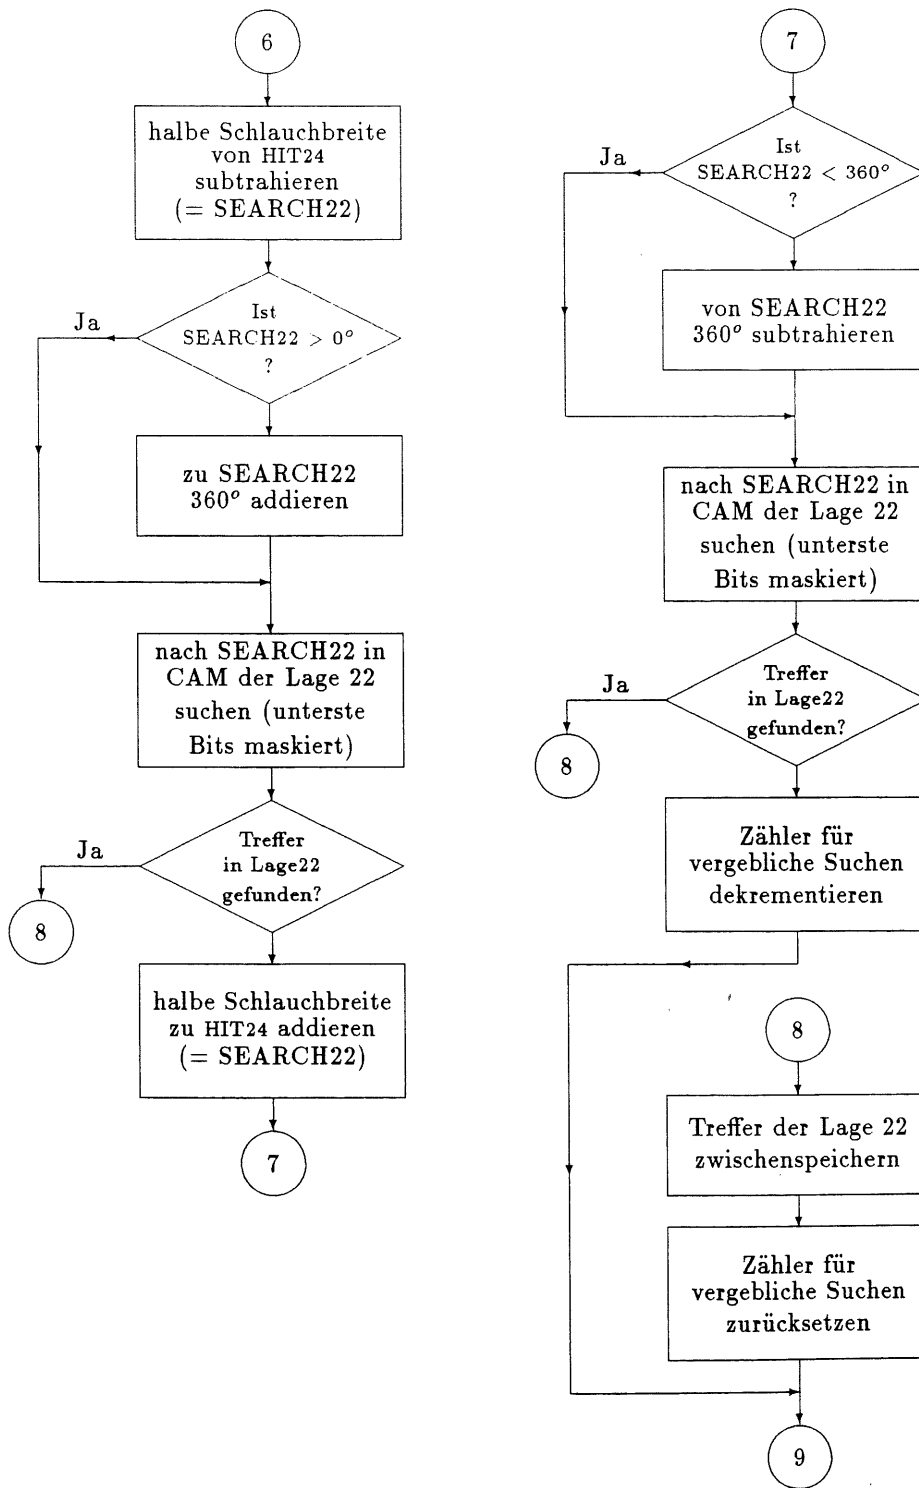 6
halbe Schlauchbreite
von HIT24
subtrahieren
(= SEARCH22)
Ist
SEARCH22 > 0°
?
Ja
zu SEARCH22
360° addieren
nach SEARCH22 in
CAM der Lage 22
suchen (unterste
Bits maskiert)
Treffer
in Lage22
gefunden?
Ja
8
halbe Schlauchbreite
zu HIT24 addieren
(= SEARCH22)
7
7
Ist
SEARCH22 < 360°
?
Ja
von SEARCH22
360° subtrahieren
nach SEARCH22 in
CAM der Lage 22
suchen (unterste
Bits maskiert)
Treffer
in Lage22
gefunden?
Ja
8
Zähler für
vergebliche Suchen
dekrementieren
8
Treffer der Lage 22
zwischenspeichern
Zähler für
vergebliche Suchen
zurücksetzen
9